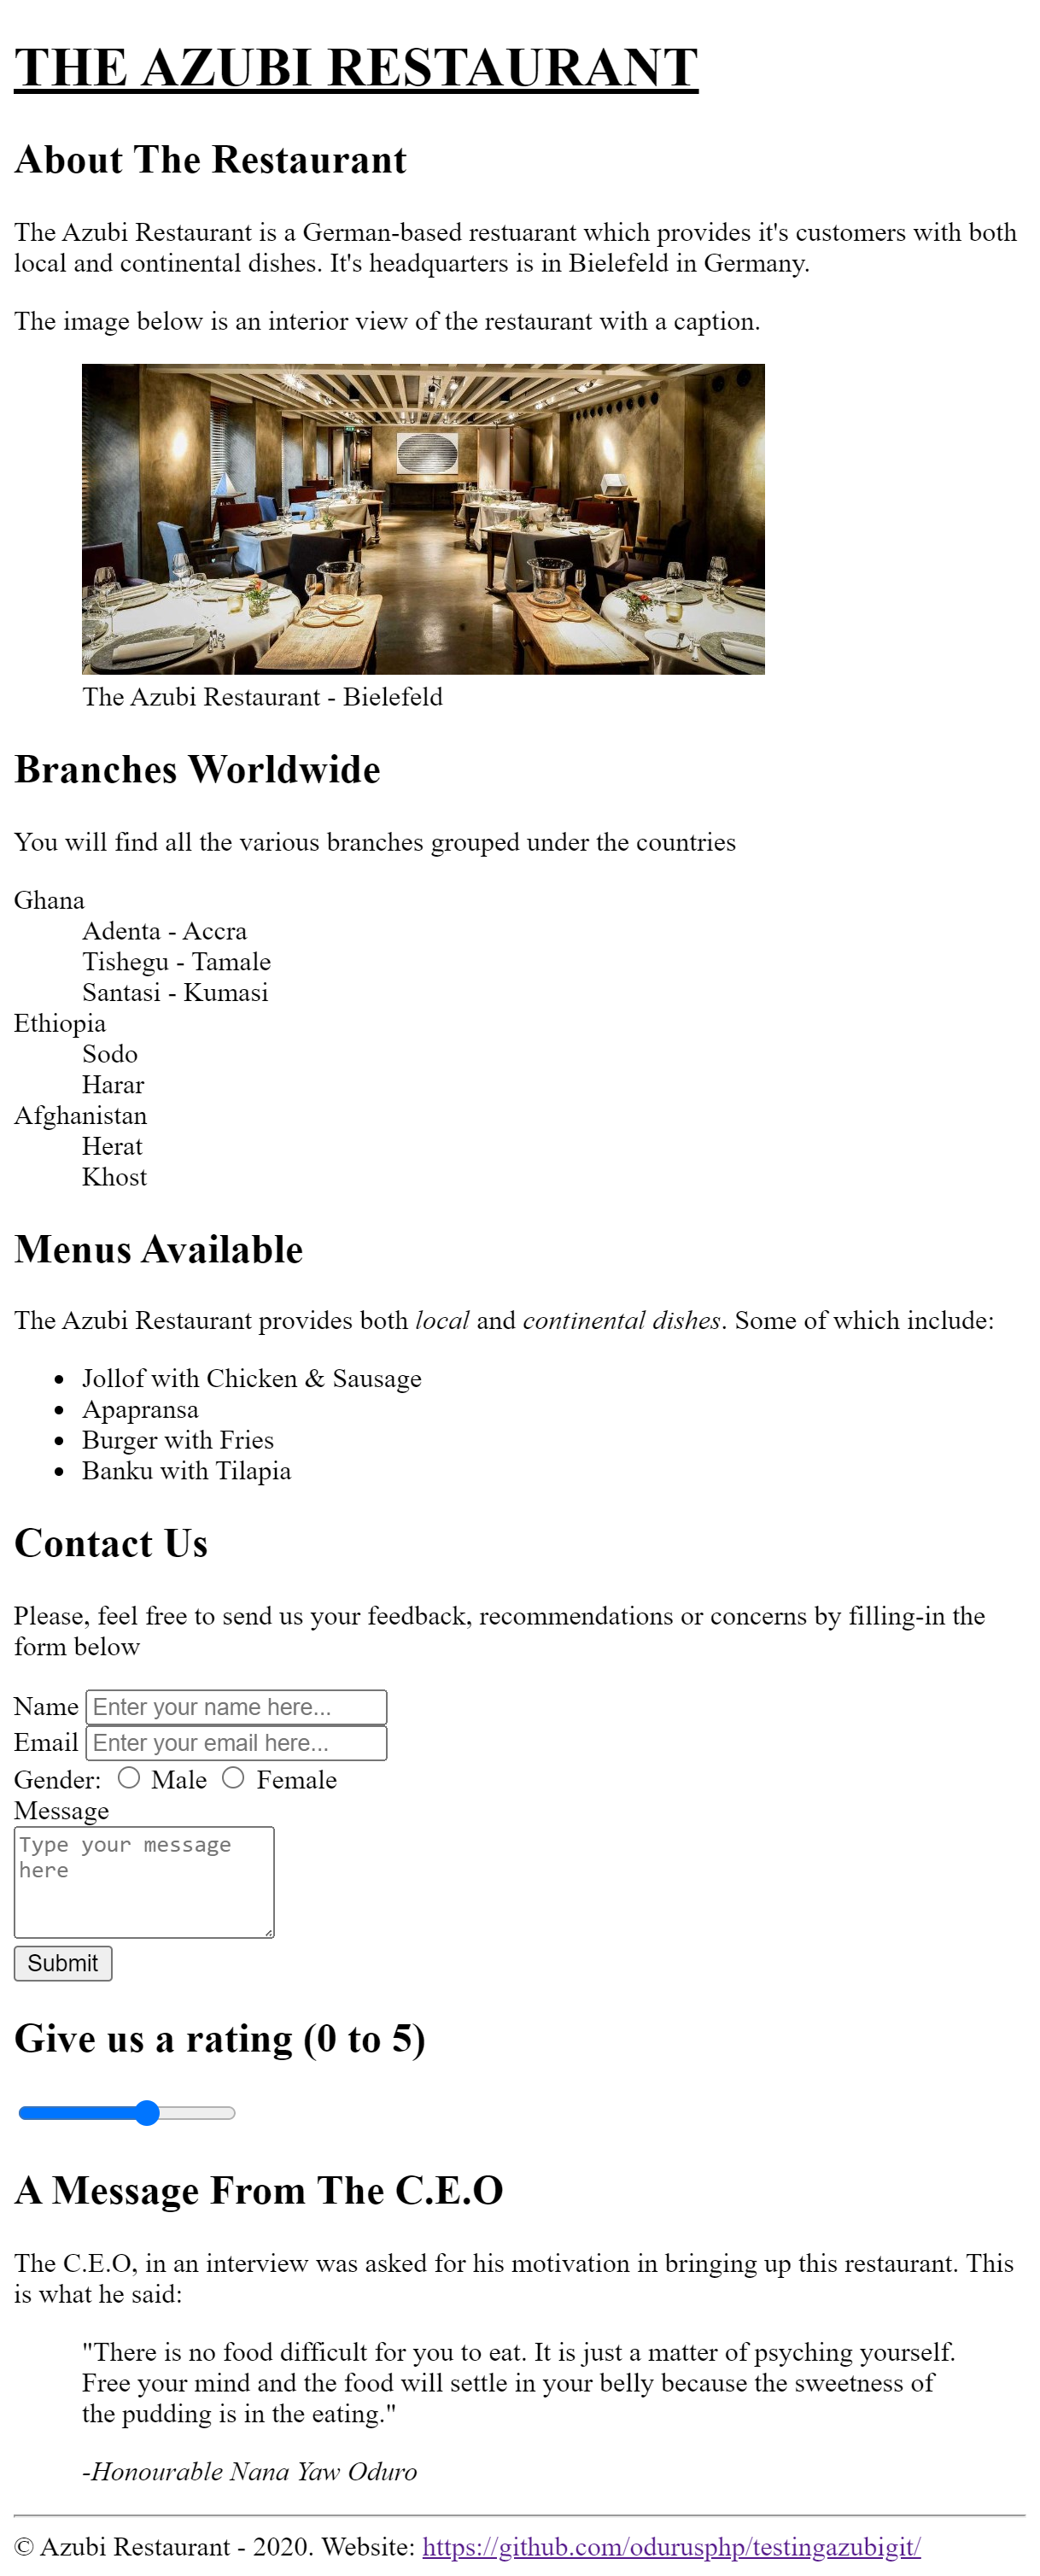 THE AZUBI RESTAURANT
About The Restaurant
The Azubi Restaurant is a German-based restuarant which provides it's customers with both
local and continental dishes. It's headquarters is in Bielefeld in Germany.
The image below is an interior view of the restaurant with a caption.
The Azubi Restaurant - Bielefeld
Branches Worldwide
You will find all the various branches grouped under the countries
Ghana
Adenta - Accra
Tishegu - Tamale
Santasi - Kumasi
Ethiopia
Sodo
Harar
Afghanistan
Herat
Khost
Menus Available
The Azubi Restaurant provides both local and continental dishes. Some of which include:
• Jollof with Chicken & Sausage
• Apapransa
• Burger with Fries
• Banku with Tilapia
Contact Us
Please, feel free to send us your feedback, recommendations or concerns by filling-in the
form below
Name Enter your name here...
Email Enter your email here...
Gender: Male Female
Message
Type your message
here
Submit
Give us a rating (0 to 5)
A Message From The C.E.O
The C.E.O, in an interview was asked for his motivation in bringing up this restaurant. This
is what he said:
"There is no food difficult for you to eat. It is just a matter of psyching yourself.
Free your mind and the food will settle in your belly because the sweetness of
the pudding is in the eating."
-Honourable Nana Yaw Oduro
© Azubi Restaurant - 2020. Website: https://github.com/odurusphp/testingazubigit/